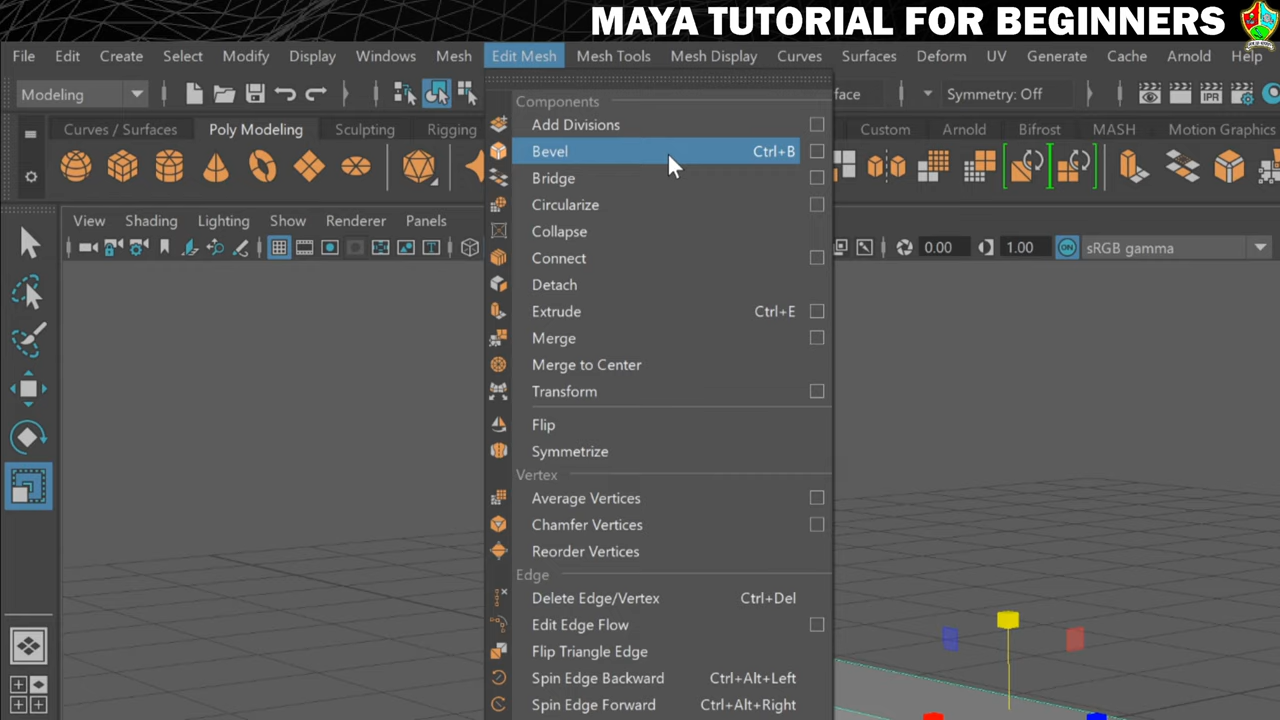 MAYA TUTORIAL FOR BEGINNERS
File Edit Create Select Modify Display Windows Mesh Edit Mesh Mesh Tools Mesh Display Curves Surfaces Deform UV Generate Cache Arnold Help
Modeling
face
Symmetry: Off
IPR
Curves / Surfaces Poly Modeling Sculpting Rigging
Custom Arnold Bifrost MASH Motion Graphics
View Shading Lighting Show Renderer Panels
0.00 1.00 ON sRGB gamma
Components
Add Divisions
Bevel Ctrl+B
Bridge
Circularize
Collapse
Connect
Detach
Extrude Ctrl+E
Merge
Merge to Center
Transform
Flip
Symmetrize
Vertex
Average Vertices
Chamfer Vertices
Reorder Vertices
Edge
Delete Edge/Vertex Ctrl+Del
Edit Edge Flow
Flip Triangle Edge
Spin Edge Backward Ctrl+Alt+Left
Spin Edge Forward Ctrl+Alt+Right